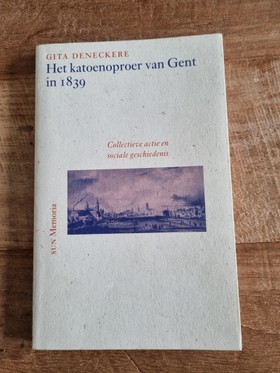 GITA DENECKERE
Het katoenoproer van Gent
in 1839
Collectieve actie en
sociale geschiedenis
SUN Memoria